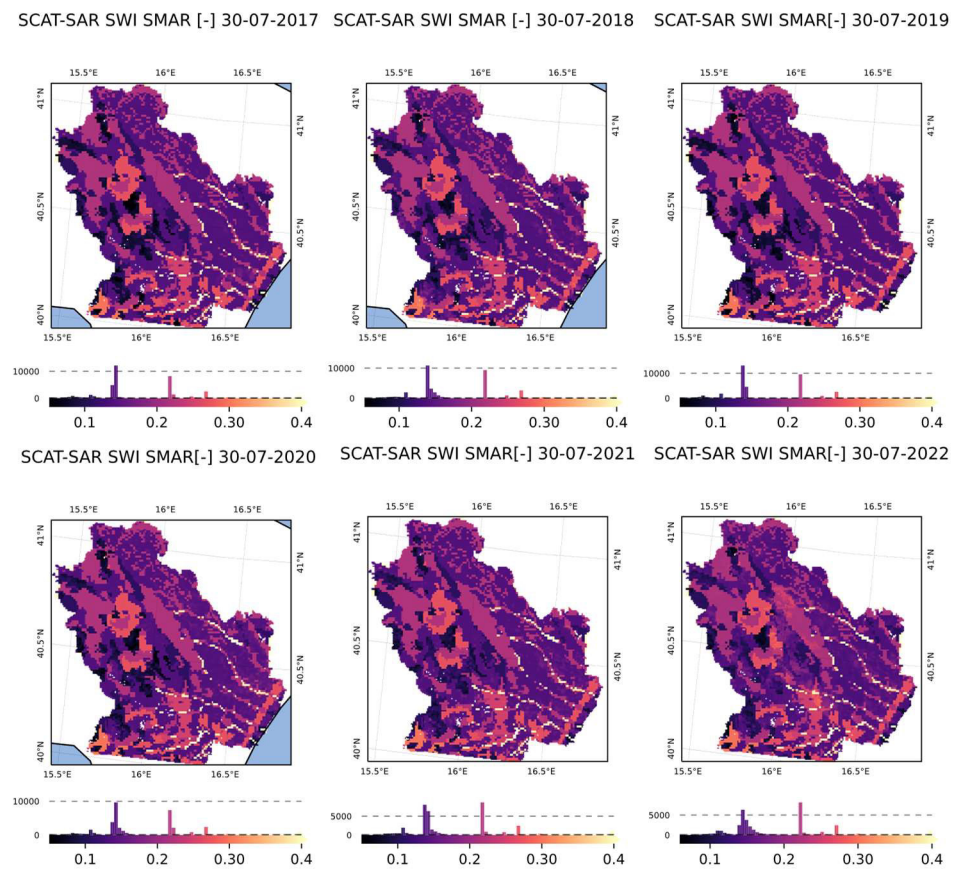 SCAT-SAR SWI SMAR [-] 30-07-2017
SCAT-SAR SWI SMAR [-] 30-07-2018
SCAT-SAR SWI SMAR[-] 30-07-2019
15.5°E 16°E 16.5°E
15.5°E 16°E 16.5°E
15.5°E 16°E 16.5°E
41°N 40.5°N 40°N
41°N 40.5°N
41°N 40.5°N 40°N
41°N 40.5°N
41°N 40.5°N 40°N
41°N 40.5°N
15.5°E 16°E 16.5°E
15.5°E 16°E 16.5°E
15.5°E 16°E 16.5°E
10000
0
0.1 0.2 0.30 0.4
10000
0
0.1 0.2 0.30 0.4
10000
0
0.1 0.2 0.30 0.4
SCAT-SAR SWI SMAR[-] 30-07-2020
SCAT-SAR SWI SMAR[-] 30-07-2021
SCAT-SAR SWI SMAR[-] 30-07-2022
15.5°E 16°E 16.5°E
15.5°E 16°E 16.5°E
15.5°E 16°E 16.5°E
41°N 40.5°N 40°N
41°N 40.5°N
41°N 40.5°N 40°N
41°N 40.5°N
41°N 40.5°N 40°N
41°N 40.5°N
15.5°E 16°E 16.5°E
15.5°E 16°E 16.5°E
15.5°E 16°E 16.5°E
10000
0
0.1 0.2 0.30 0.4
5000
0
0.1 0.2 0.30 0.4
5000
0
0.1 0.2 0.30 0.4